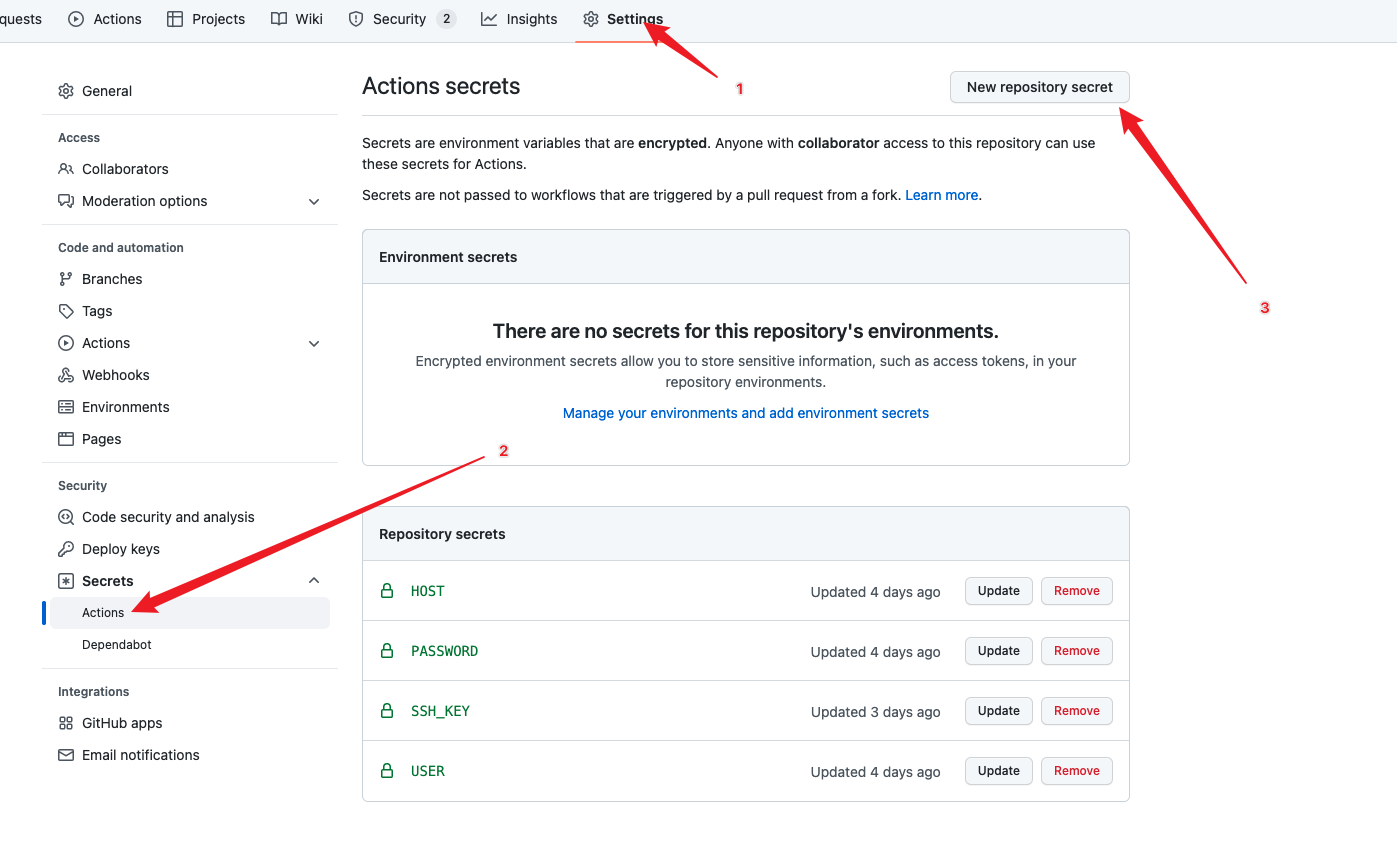 quests Actions Projects Wiki Security 2 Insights Settings
1
General
Access
Collaborators
Moderation options
Code and automation
Branches
Tags
Actions
Webhooks
Environments
Pages
2
Security
Code security and analysis
Deploy keys
Secrets
Actions
Dependabot
Integrations
GitHub apps
Email notifications
Actions secrets
New repository secret
3
Secrets are environment variables that are encrypted. Anyone with collaborator access to this repository can use
these secrets for Actions.
Secrets are not passed to workflows that are triggered by a pull request from a fork. Learn more.
Environment secrets
There are no secrets for this repository's environments.
Encrypted environment secrets allow you to store sensitive information, such as access tokens, in your
repository environments.
Manage your environments and add environment secrets
Repository secrets
HOST Updated 4 days ago Update Remove
PASSWORD Updated 4 days ago Update Remove
SSH_KEY Updated 3 days ago Update Remove
USER Updated 4 days ago Update Remove